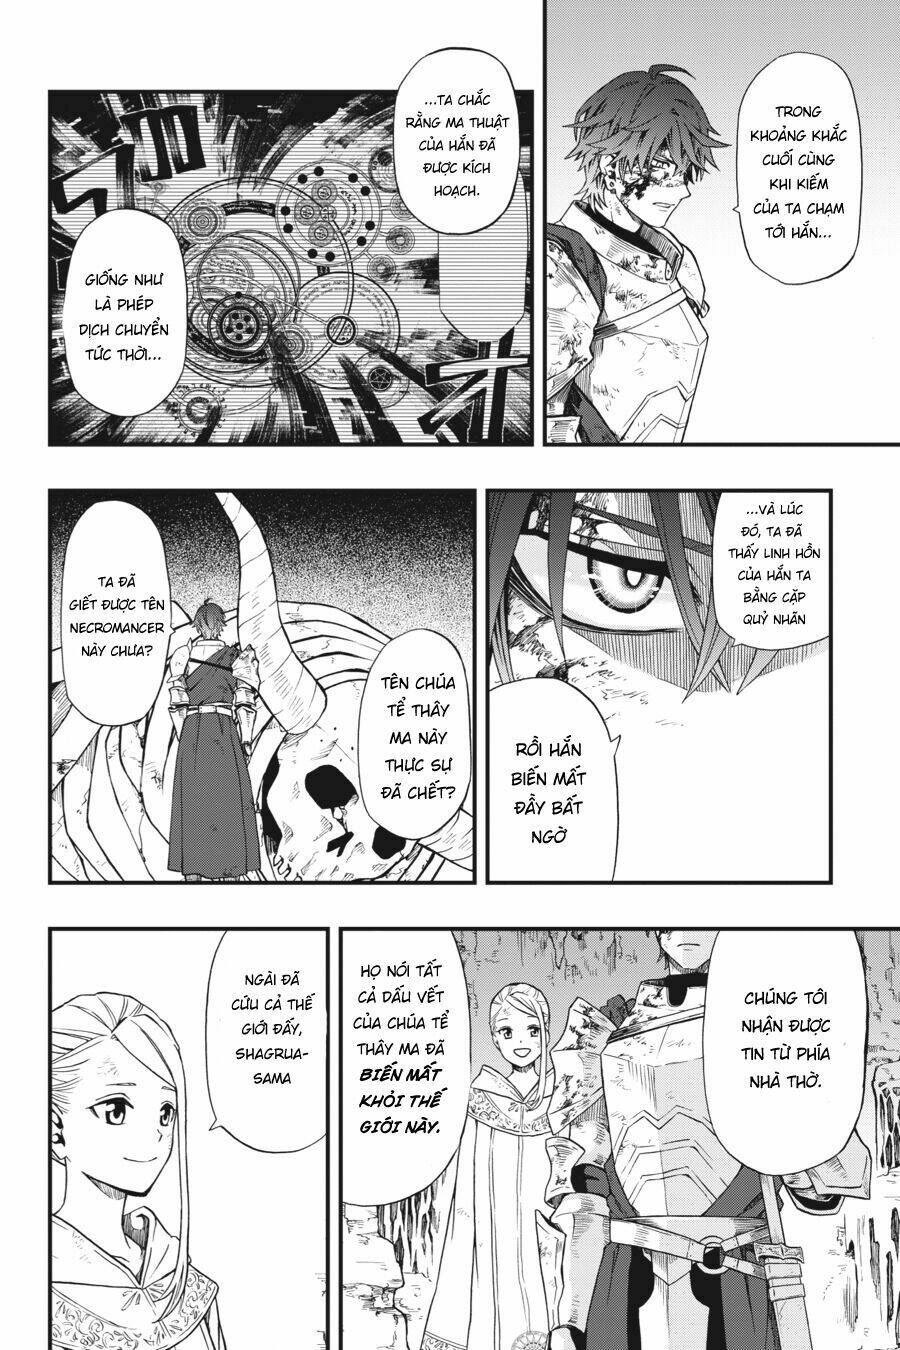 TRONG
KHOẢNG KHẮC
CUỐI CÙNG
KHI KIẾM
CỦA TA CHẠM
TỚI HẮN...
...TA CHẮC
RẰNG MA THUẬT
CỦA HẮN ĐÃ
ĐƯỢC KÍCH
HOẠCH.
GIỐNG NHƯ
LÀ PHÉP
DỊCH CHUYỂN
TỨC THỜI...
...VÀ LÚC
ĐÓ, TA ĐÃ
THẤY LINH HỒN
CỦA HẮN TA
BẰNG CẶP
QUỶ NHÃN
RỒI HẮN
BIẾN MẤT
ĐẦY BẤT
NGỜ
TÊN CHÚA
TỂ THÂY
MA NÀY
THỰC SỰ
ĐÃ CHẾT?
TA ĐÃ
GIẾT ĐƯỢC TÊN
NECROMANCER
NÀY CHƯA?
CHÚNG TÔI
NHẬN ĐƯỢC
TIN TỪ PHÍA
NHÀ THỜ.
HỌ NÓI TẤT
CẢ DẤU VẾT
CỦA CHÚA TỂ
THÂY MA ĐÃ
BIẾN MẤT
KHỎI THẾ
GIỚI NÀY.
NGÀI ĐÃ
CỨU CẢ THẾ
GIỚI ĐẤY,
SHAGRUA-
SAMA